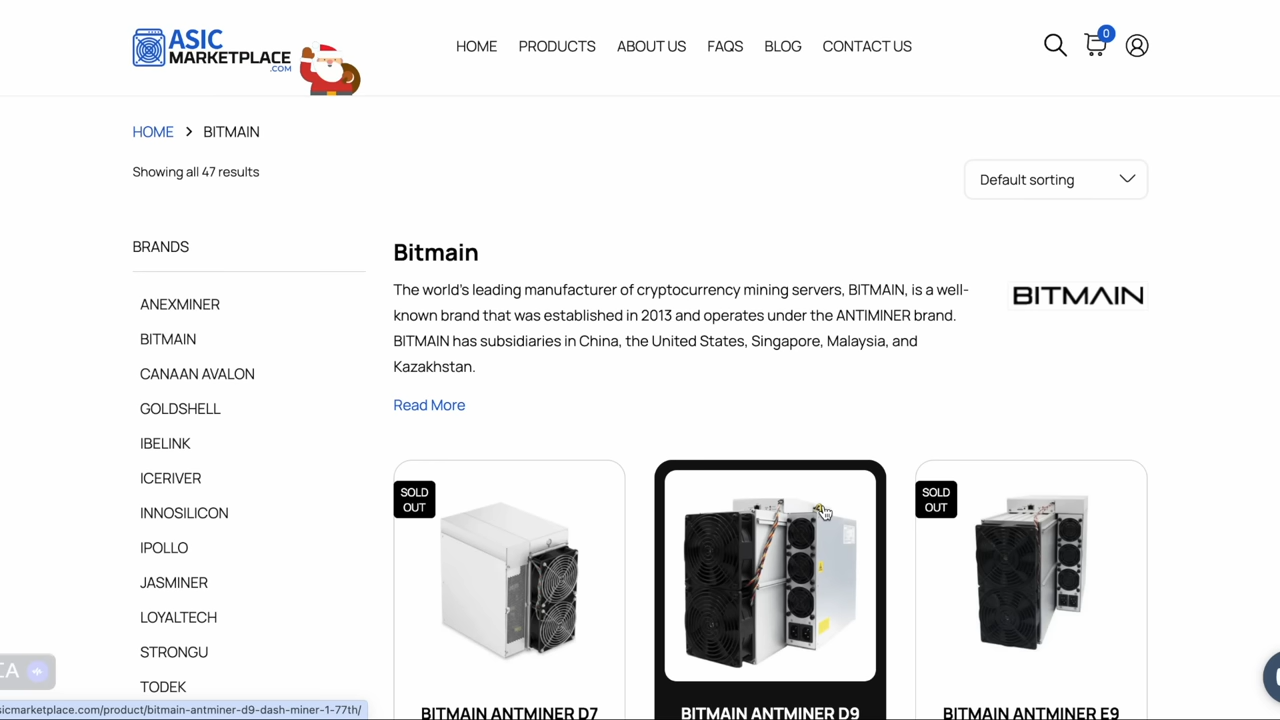 ASIC
MARKETPLACE
.COM
HOME PRODUCTS ABOUT US FAQS BLOG CONTACT US
0
HOME > BITMAIN
Showing all 47 results
Default sorting
BRANDS
ANEXMINER
BITMAIN
CANAAN AVALON
GOLDSHELL
IBELINK
ICERIVER
INNOSILICON
IPOLLO
JASMINER
LOYALTECH
STRONGU
TODEK
Bitmain
The world's leading manufacturer of cryptocurrency mining servers, BITMAIN, is a well-
known brand that was established in 2013 and operates under the ANTIMINER brand.
BITMAIN has subsidiaries in China, the United States, Singapore, Malaysia, and
Kazakhstan.
Read More
BITMAIN
SOLD
OUT
SOLD
OUT
BITMAIN ANTMINER D7
BITMAIN ANTMINER D9
BITMAIN ANTMINER E9
sicmarketplace.com/product/bitmain-antminer-d9-dash-miner-1-77th/